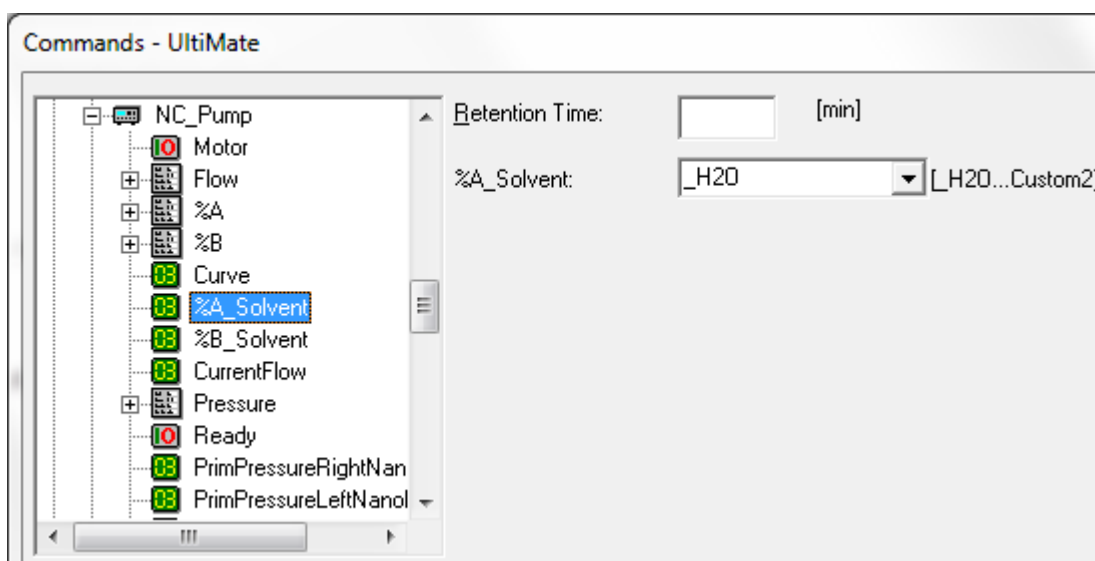 Commands - UltiMate
NC_Pump
Motor
Flow
%A
%B
Curve
%A_Solvent
%B_Solvent
CurrentFlow
Pressure
Ready
PrimPressureRightNan
PrimPressureLeftNanol
Retention Time:
[min]
%A_Solvent:
_H2O
[_H2O...Custom2]